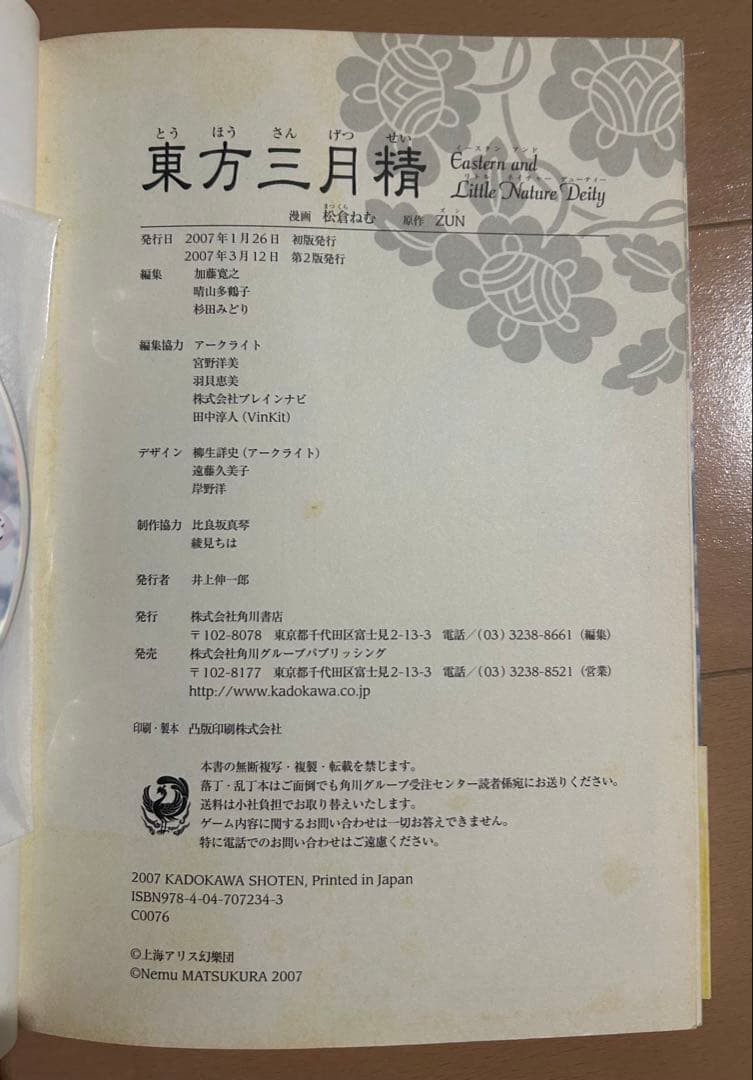 とう ほう さん げつ せい
東方三月精
イースタン アンド
Eastern and
リトル ネイチャー デューティー
Little Nature Deity
まつくら ズン
漫画 松倉ねむ 原作 ZUN
発行日 2007年1月26日 初版発行
2007年3月12日 第2版発行
編集 加藤寛之
晴山多鶴子
杉田みどり
編集協力 アークライト
宮野洋美
羽貝恵美
株式会社ブレインナビ
田中淳人(VinKit)
デザイン 柳生詳史(アークライト)
遠藤久美子
岸野洋
制作協力 比良坂真琴
綾見ちは
発行者 井上伸一郎
発行 株式会社角川書店
〒102-8078 東京都千代田区富士見2-13-3 電話/(03)3238-8661(編集)
発売 株式会社角川グループパブリッシング
〒102-8177 東京都千代田区富士見2-13-3 電話/(03)3238-8521(営業)
http://www.kadokawa.co.jp
印刷・製本 凸版印刷株式会社
本書の無断複写・複製・転載を禁じます。
落丁・乱丁本はご面倒でも角川グループ受注センター読者係宛にお送りください。
送料は小社負担でお取り替えいたします。
ゲーム内容に関するお問い合わせは一切お答えできません。
特に電話でのお問い合わせはご遠慮ください。
2007 KADOKAWA SHOTEN, Printed in Japan
ISBN978-4-04-707234-3
C0076
©上海アリス幻樂団
©Nemu MATSUKURA 2007